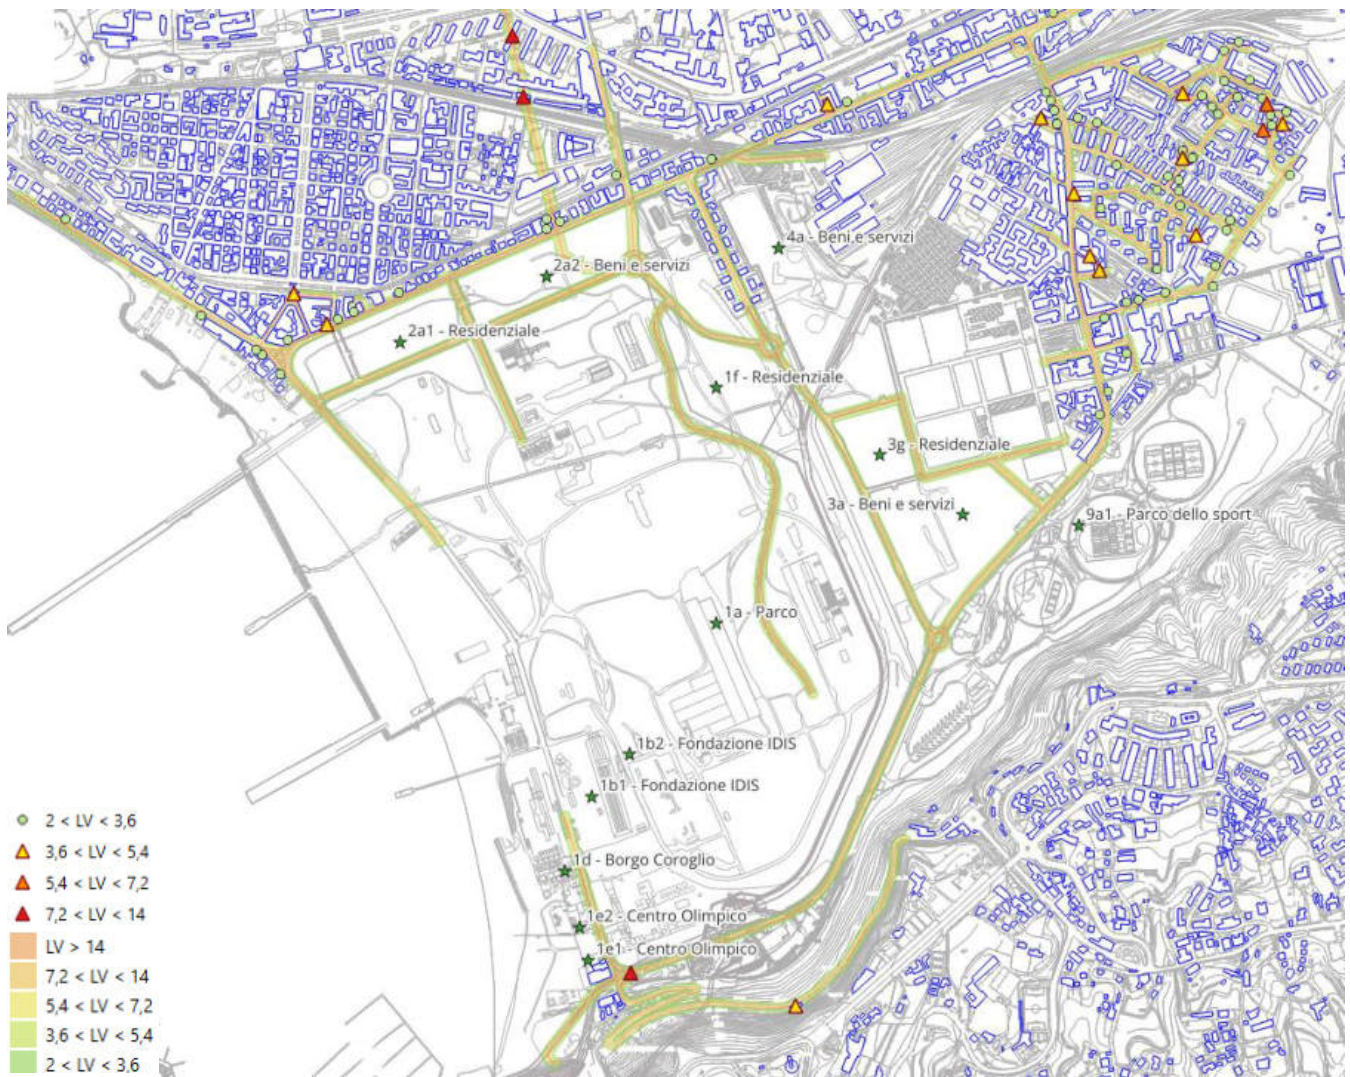 4a - Beni e servizi
2a2 - Beni e servizi
2a1 - Residenziale
1f - Residenziale
3g - Residenziale
3a - Beni e servizi
9a1 - Parco dello sport
1a - Parco
1b2 - Fondazione IDIS
1b1 - Fondazione IDIS
1d - Borgo Coroglio
1e2 - Centro Olimpico
1e1 - Centro Olimpico
2 < LV < 3,6
3,6 < LV < 5,4
5,4 < LV < 7,2
7,2 < LV < 14
LV > 14
7,2 < LV < 14
5,4 < LV < 7,2
3,6 < LV < 5,4
2 < LV < 3,6